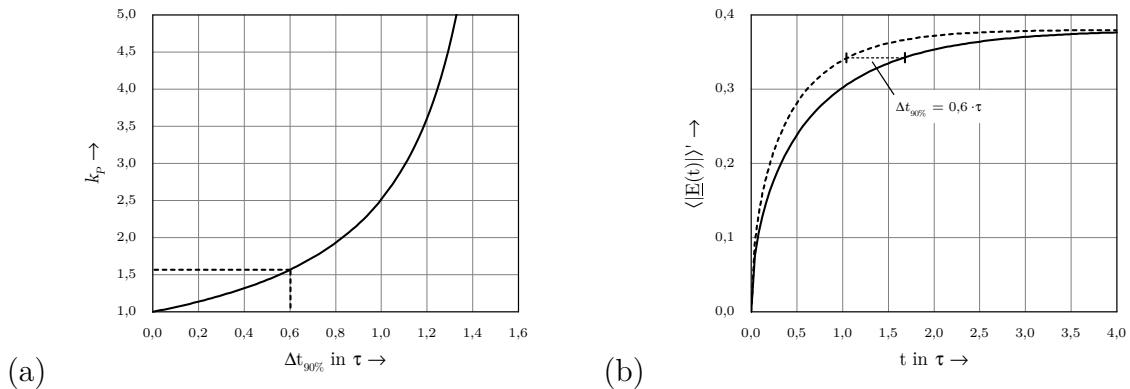 5,0
4,5
4,0
3,5
3,0
2,5
2,0
1,5
1,0
k_P →
0,0 0,2 0,4 0,6 0,8 1,0 1,2 1,4 1,6
Δt_90% in τ →
(a)
0,4
0,3
0,2
0,1
0,0
⟨|E(t)|⟩' →
Δt_90% = 0,6 · τ
0,0 0,5 1,0 1,5 2,0 2,5 3,0 3,5 4,0
t in τ →
(b)